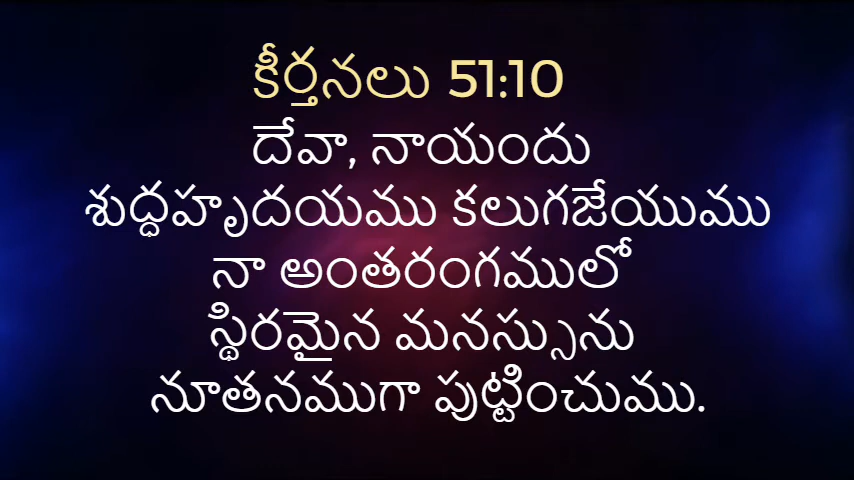 కీర్తనలు 51:10
దేవా, నాయందు
శుద్ధహృదయము కలుగజేయుము
నా అంతరంగములో
స్థిరమైన మనస్సును
నూతనముగా పుట్టించుము.